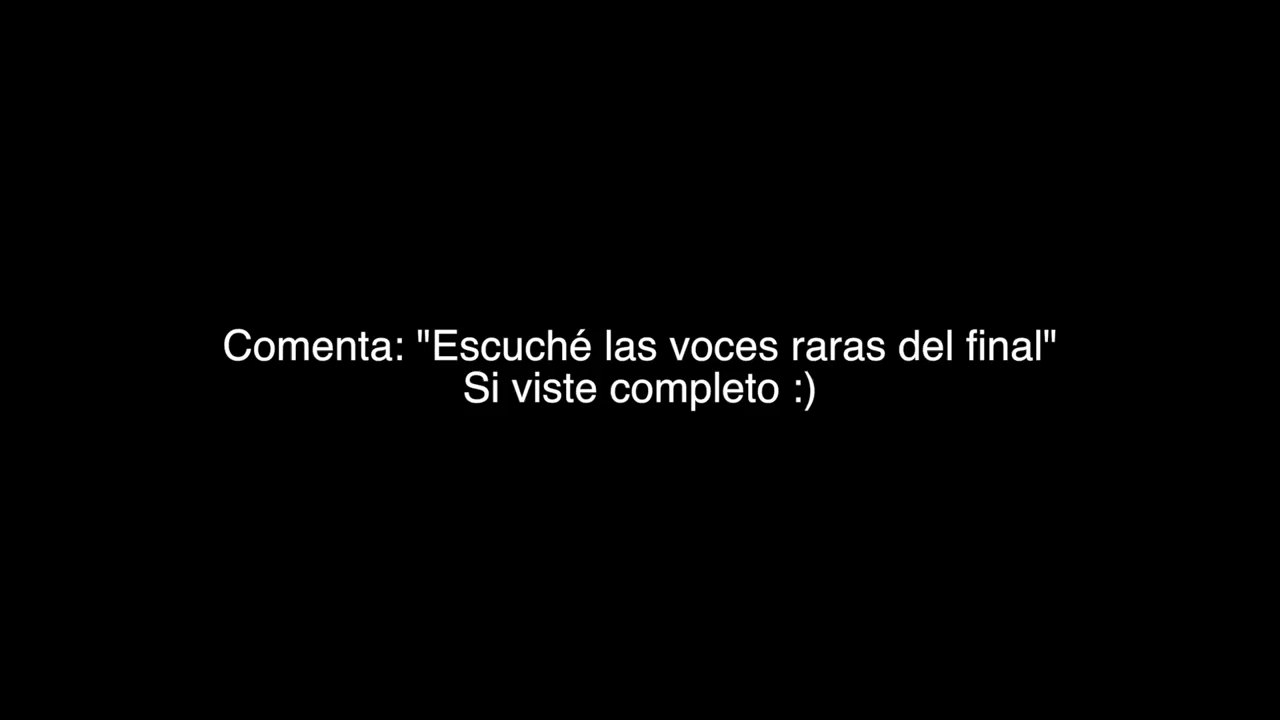 Comenta: "Escuché las voces raras del final"
Si viste completo :)